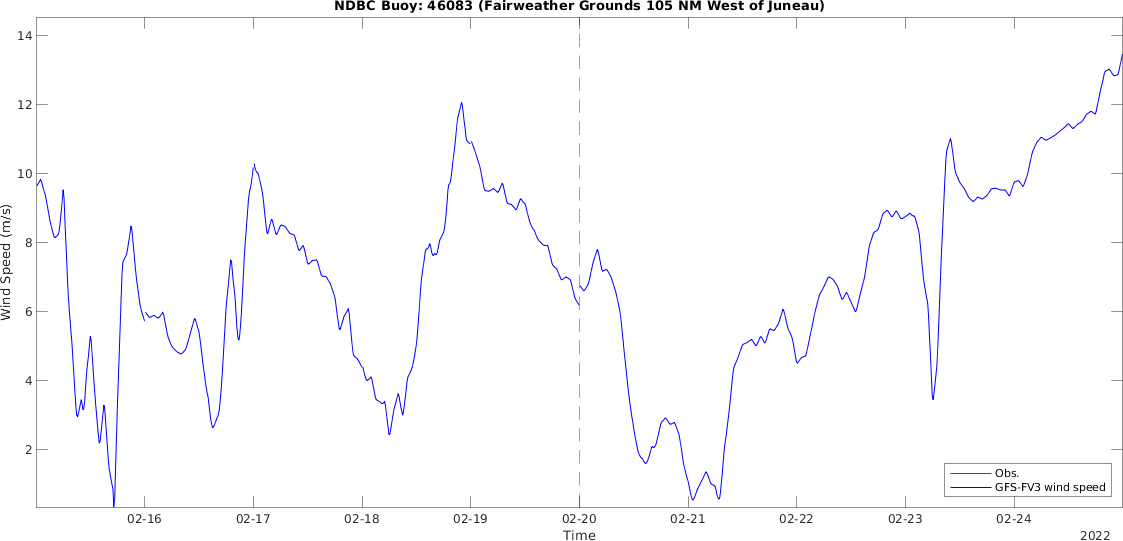 NDBC Buoy: 46083 (Fairweather Grounds 105 NM West of Juneau)
14
12
10
8
6
4
2
Wind Speed (m/s)
Obs.
GFS-FV3 wind speed
02-16 02-17 02-18 02-19 02-20 02-21 02-22 02-23 02-24
Time
2022